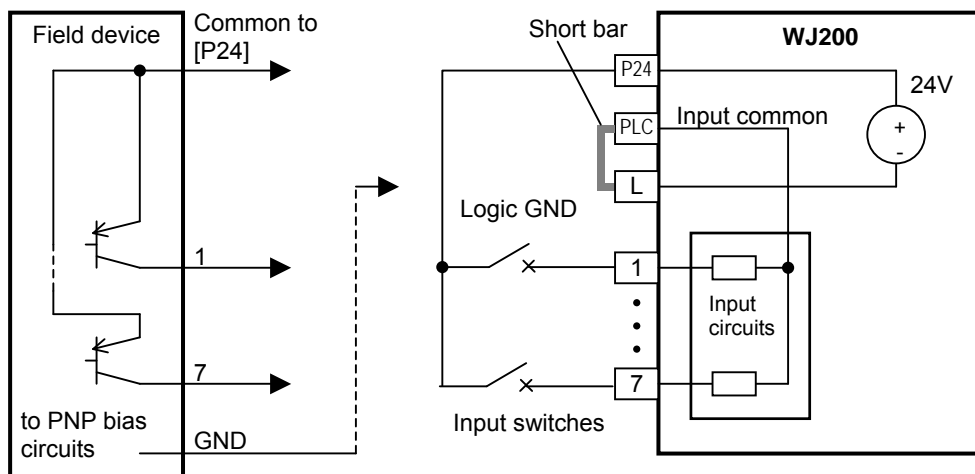 Field device
Common to
[P24]
1
7
to PNP bias
circuits
GND
Short bar
WJ200
P24
24V
PLC
Input common
+
-
L
Logic GND
1
Input
circuits
7
Input switches